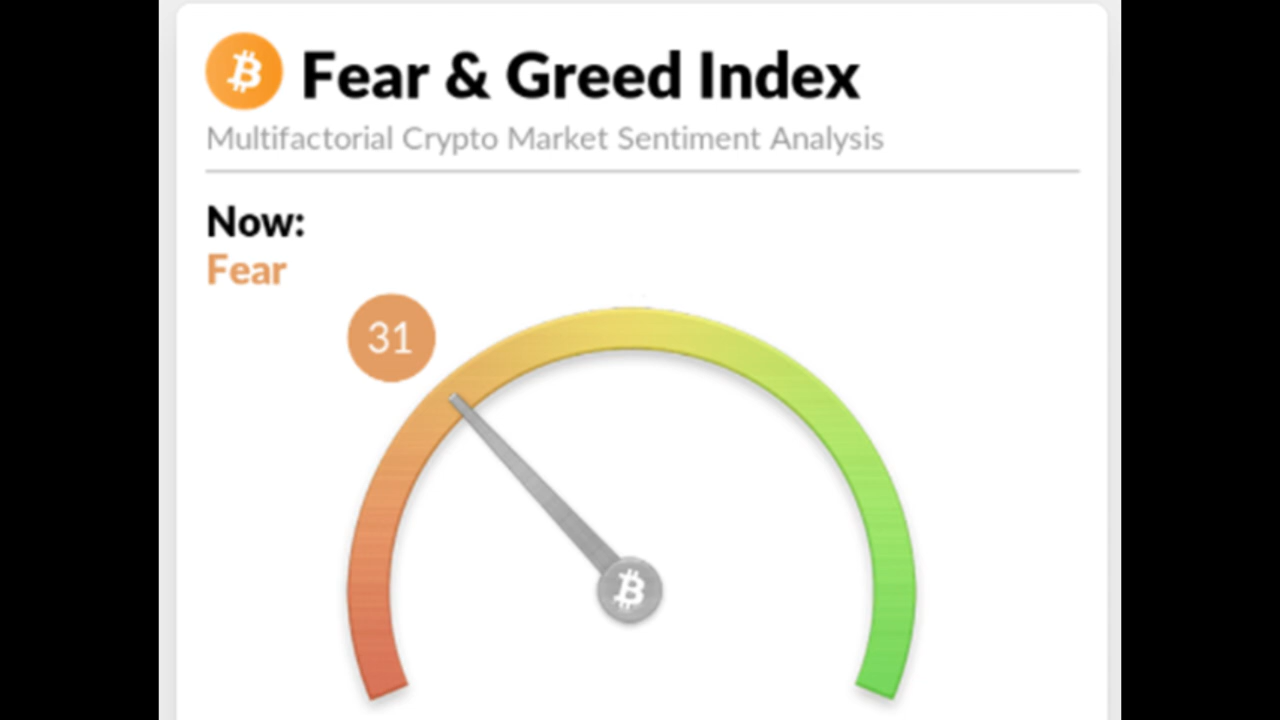 Fear & Greed Index
Multifactorial Crypto Market Sentiment Analysis
Now:
Fear
31